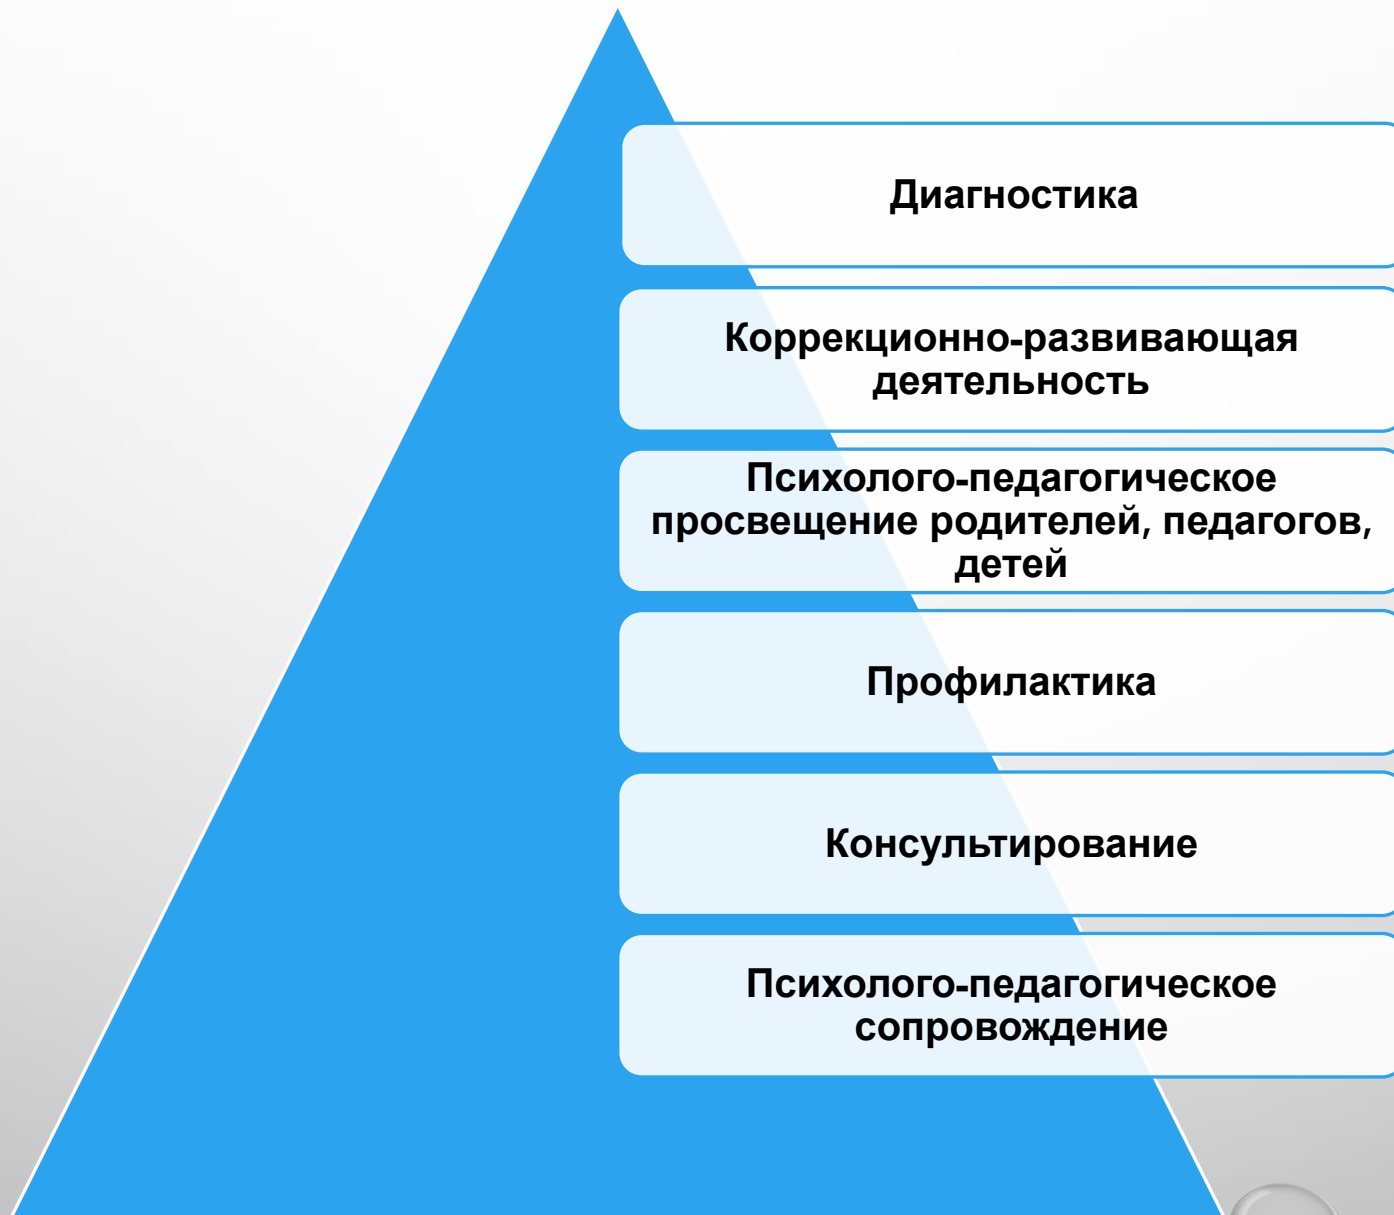 Диагностика
Коррекционно-развивающая
деятельность
Психолого-педагогическое
просвещение родителей, педагогов,
детей
Профилактика
Консультирование
Психолого-педагогическое
сопровождение